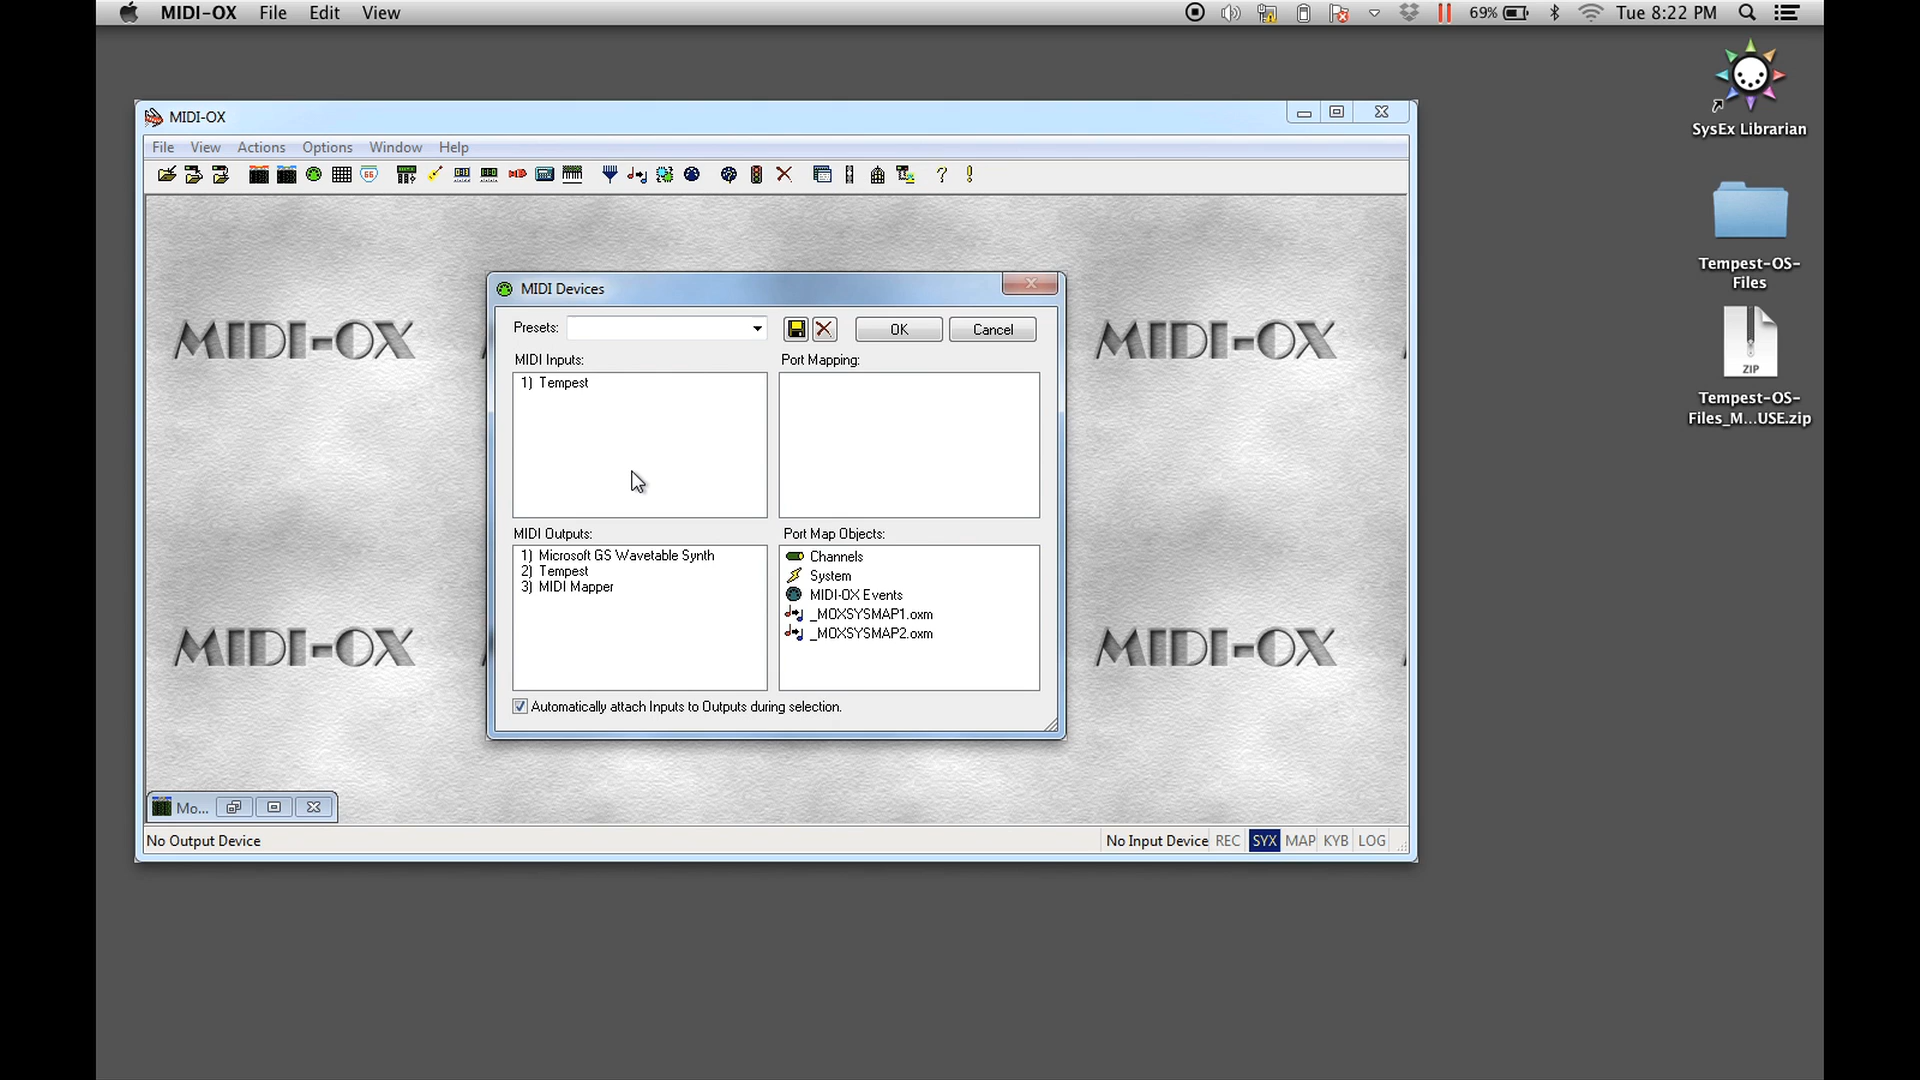 MIDI-OX File Edit View
69% Tue 8:22 PM
SysEx Librarian
Tempest-OS-
Files
ZIP
Tempest-OS-
Files_M...USE.zip
MIDI-OX
File View Actions Options Window Help
66
MIDI-OX
MIDI-OX
MIDI-OX
MIDI-OX
MIDI Devices
Presets:
OK Cancel
MIDI Inputs:
Port Mapping:
1) Tempest
MIDI Outputs:
1) Microsoft GS Wavetable Synth
2) Tempest
3) MIDI Mapper
Port Map Objects:
Channels
System
MIDI-OX Events
_MOXSYSMAP1.oxm
_MOXSYSMAP2.oxm
Automatically attach Inputs to Outputs during selection.
Mo...
No Output Device
No Input Device REC SYX MAP KYB LOG